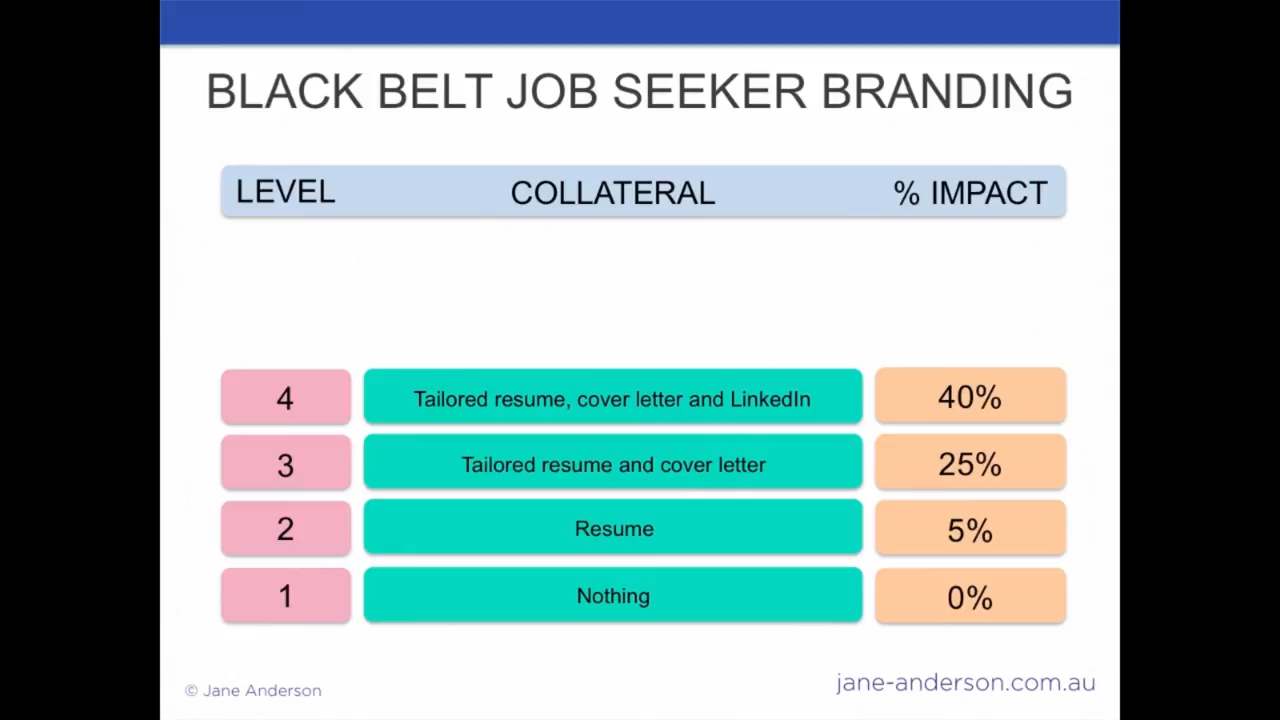 BLACK BELT JOB SEEKER BRANDING
LEVEL COLLATERAL % IMPACT
4 Tailored resume, cover letter and LinkedIn 40%
3 Tailored resume and cover letter 25%
2 Resume 5%
1 Nothing 0%
© Jane Anderson jane-anderson.com.au